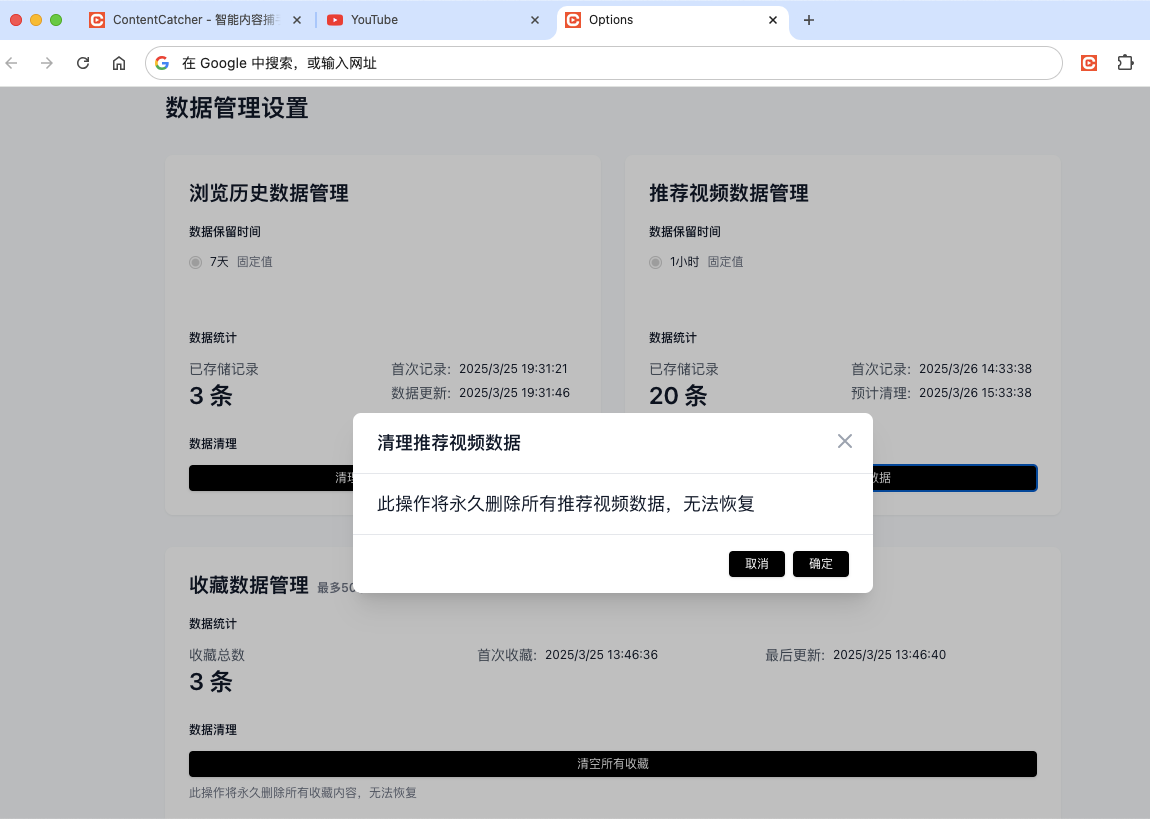 ContentCatcher - 智能内容捕
YouTube
Options
在 Google 中搜索，或输入网址
数据管理设置
浏览历史数据管理
推荐视频数据管理
数据保留时间
数据保留时间
7天 固定值
1小时 固定值
数据统计
数据统计
已存储记录
首次记录: 2025/3/25 19:31:21
已存储记录
首次记录: 2025/3/26 14:33:38
3 条
数据更新: 2025/3/25 19:31:46
20 条
预计清理: 2025/3/26 15:33:38
数据清理
清理
数据
清理推荐视频数据
此操作将永久删除所有推荐视频数据，无法恢复
取消
确定
收藏数据管理 最多50
数据统计
收藏总数
首次收藏: 2025/3/25 13:46:36
最后更新: 2025/3/25 13:46:40
3 条
数据清理
清空所有收藏
此操作将永久删除所有收藏内容，无法恢复